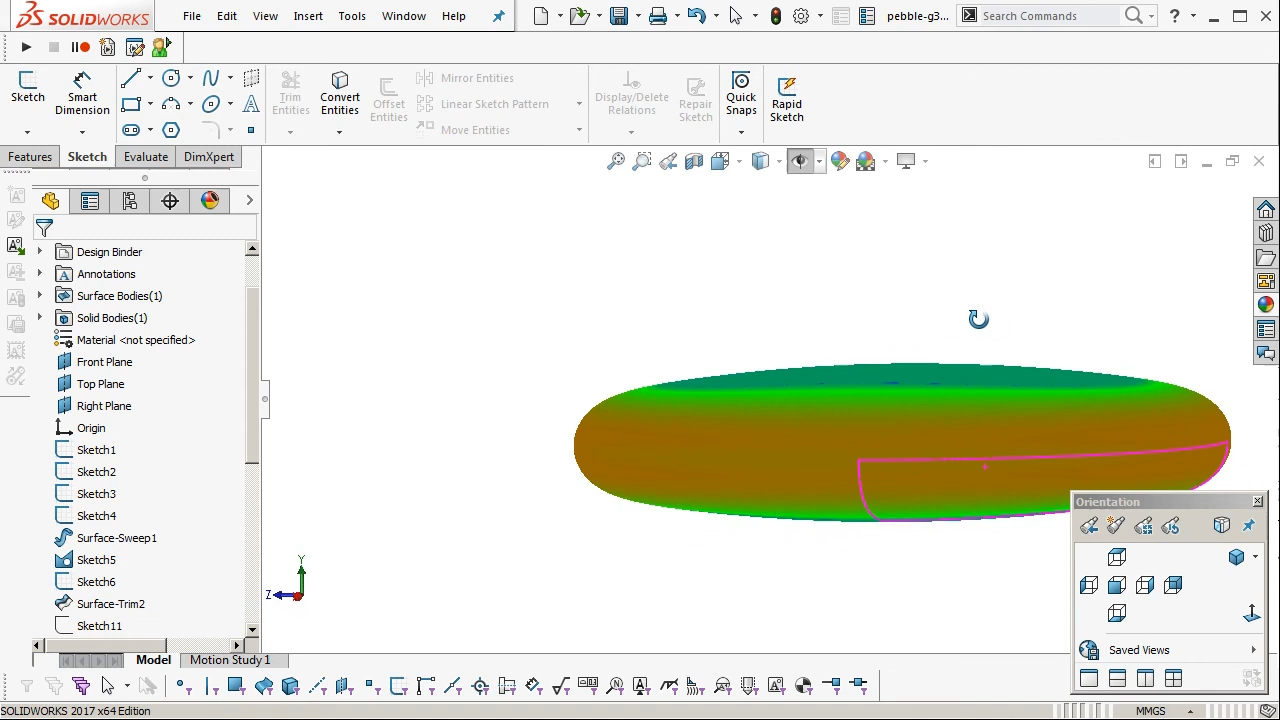 SOLIDWORKS File Edit View Insert Tools Window Help pebble-g3... Search Commands
Sketch Smart Dimension Trim Entities Convert Entities Offset Entities Mirror Entities Linear Sketch Pattern Move Entities Display/Delete Relations Repair Sketch Quick Snaps Rapid Sketch
Features Sketch Evaluate DimXpert
Design Binder
Annotations
Surface Bodies(1)
Solid Bodies(1)
Material <not specified>
Front Plane
Top Plane
Right Plane
Origin
Sketch1
Sketch2
Sketch3
Sketch4
Surface-Sweep1
Sketch5
Sketch6
Surface-Trim2
Sketch11
Y
Z
Orientation
Saved Views
Model Motion Study 1
SOLIDWORKS 2017 x64 Edition MMGS